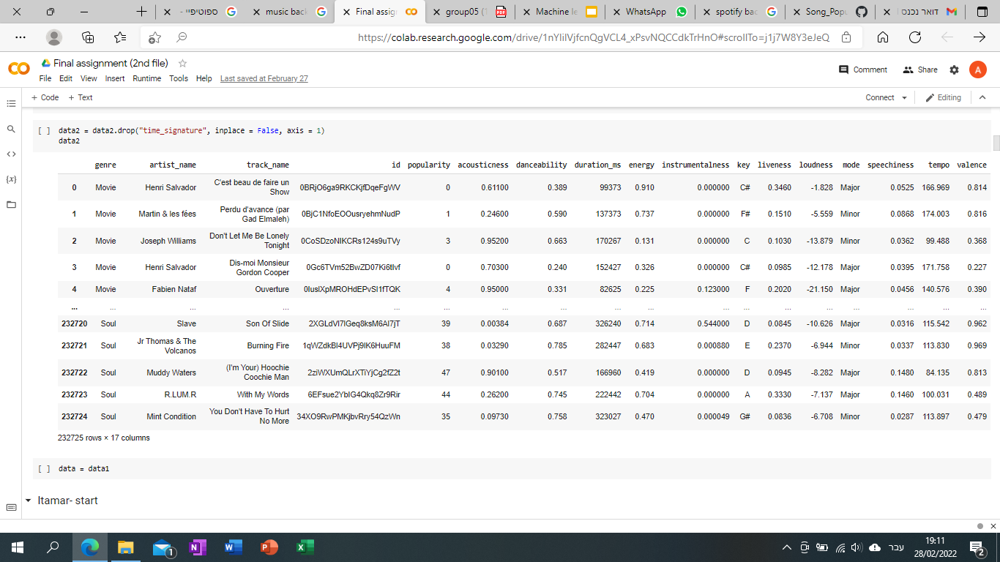 ספוטיפיי -
music bac
Final assig
group05 (1
Machine le
WhatsApp
spotify bac
Song_Popu
דואר נכנס
https://colab.research.google.com/drive/1nYIilVjfcnQgVCL4_xPsvNQCCdkTrHnO#scrollTo=j1j7W8Y3eJeQ
Final assignment (2nd file)
File Edit View Insert Runtime Tools Help Last saved at February 27
Comment Share A
+ Code + Text
Connect Editing
[ ] data2 = data2.drop("time_signature", inplace = False, axis = 1)
data2
genre artist_name track_name id popularity acousticness danceability duration_ms energy instrumentalness key liveness loudness mode speechiness tempo valence
0 Movie Henri Salvador C'est beau de faire un Show 0BRjO6ga9RKCKjfDqeFgWV 0 0.61100 0.389 99373 0.910 0.000000 C# 0.3460 -1.828 Major 0.0525 166.969 0.814
1 Movie Martin & les fées Perdu d'avance (par Gad Elmaleh) 0BjC1NfoEOOusryehmNudP 1 0.24600 0.590 137373 0.737 0.000000 F# 0.1510 -5.559 Minor 0.0868 174.003 0.816
2 Movie Joseph Williams Don't Let Me Be Lonely Tonight 0CoSDzoNIKCRs124s9uTVy 3 0.95200 0.663 170267 0.131 0.000000 C 0.1030 -13.879 Minor 0.0362 99.488 0.368
3 Movie Henri Salvador Dis-moi Monsieur Gordon Cooper 0Gc6TVm52BwZD07Ki6tIvf 0 0.70300 0.240 152427 0.326 0.000000 C# 0.0985 -12.178 Major 0.0395 171.758 0.227
4 Movie Fabien Nataf Ouverture 0IuslXpMROHdEPvSl1fTQK 4 0.95000 0.331 82625 0.225 0.123000 F 0.2020 -21.150 Major 0.0456 140.576 0.390
... ... ... ... ... ... ... ... ... ... ... ... ... ... ... ... ... ...
232720 Soul Slave Son Of Slide 2XGLdVl7lGeq8ksM6Al7jT 39 0.00384 0.687 326240 0.714 0.544000 D 0.0845 -10.626 Major 0.0316 115.542 0.962
232721 Soul Jr Thomas & The Volcanos Burning Fire 1qWZdkBl4UVPj9lK6HuuFM 38 0.03290 0.785 282447 0.683 0.000880 E 0.2370 -6.944 Minor 0.0337 113.830 0.969
232722 Soul Muddy Waters (I'm Your) Hoochie Coochie Man 2ziWXUmQLrXTiYjCg2fZ2t 47 0.90100 0.517 166960 0.419 0.000000 D 0.0945 -8.282 Major 0.1480 84.135 0.813
232723 Soul R.LUM.R With My Words 6EFsue2YbIG4Qkq8Zr9Rir 44 0.26200 0.745 222442 0.704 0.000000 A 0.3330 -7.137 Major 0.1460 100.031 0.489
232724 Soul Mint Condition You Don't Have To Hurt No More 34XO9RwPMKjbvRry54QzWn 35 0.09730 0.758 323027 0.470 0.000049 G# 0.0836 -6.708 Minor 0.0287 113.897 0.479
232725 rows × 17 columns
[ ] data = data1
Itamar- start
1
עבר
19:11
28/02/2022
2